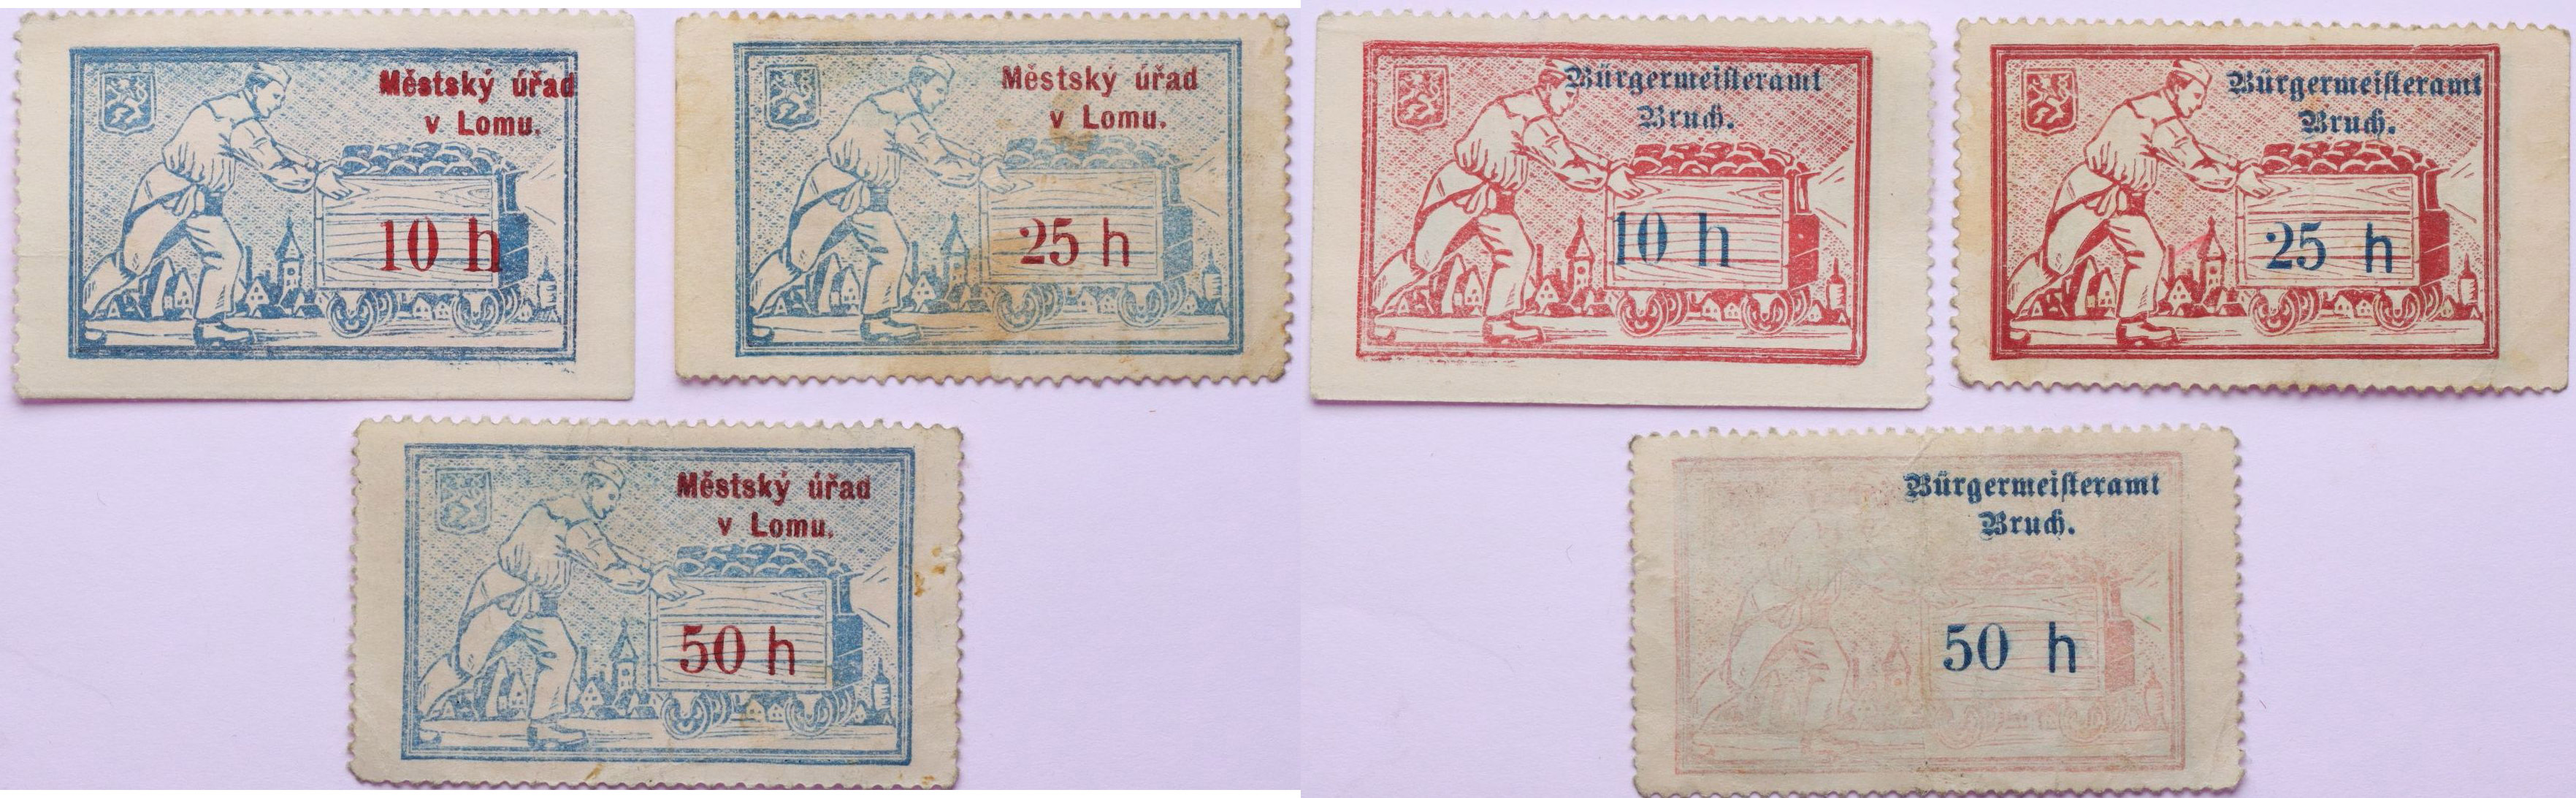 Městský úřad
v Lomu.
10 h
Městský úřad
v Lomu.
25 h
Městský úřad
v Lomu.
50 h
Bürgermeisteramt
Bruch.
10 h
Bürgermeisteramt
Bruch.
25 h
Bürgermeisteramt
Bruch.
50 h